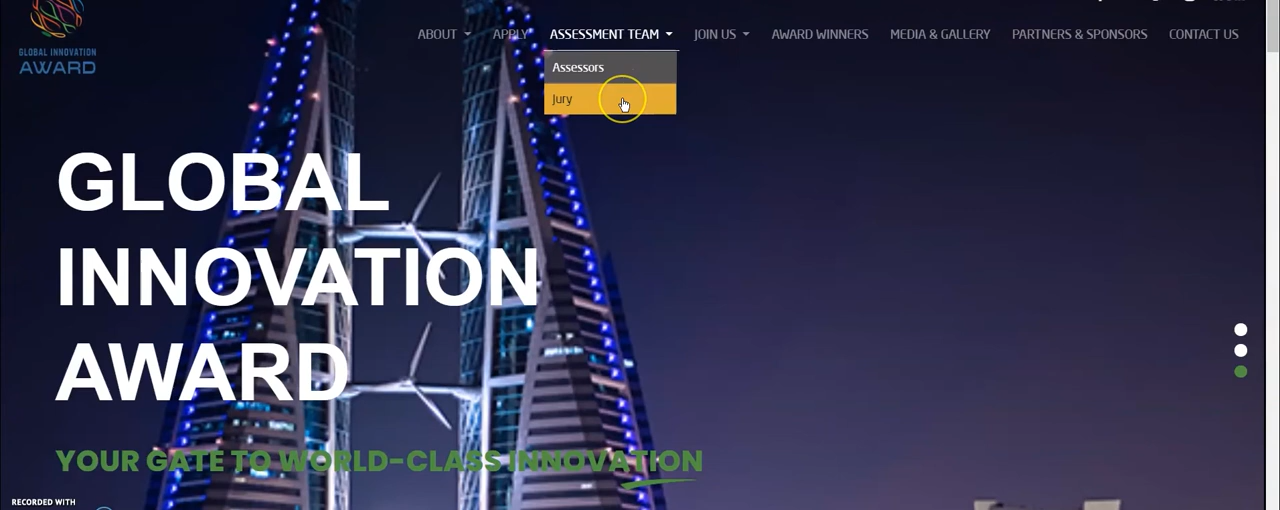 GLOBAL INNOVATION
AWARD
ABOUT APPLY ASSESSMENT TEAM JOIN US AWARD WINNERS MEDIA & GALLERY PARTNERS & SPONSORS CONTACT US
Assessors
Jury
GLOBAL
INNOVATION
AWARD
YOUR GATE TO WORLD-CLASS INNOVATION
RECORDED WITH